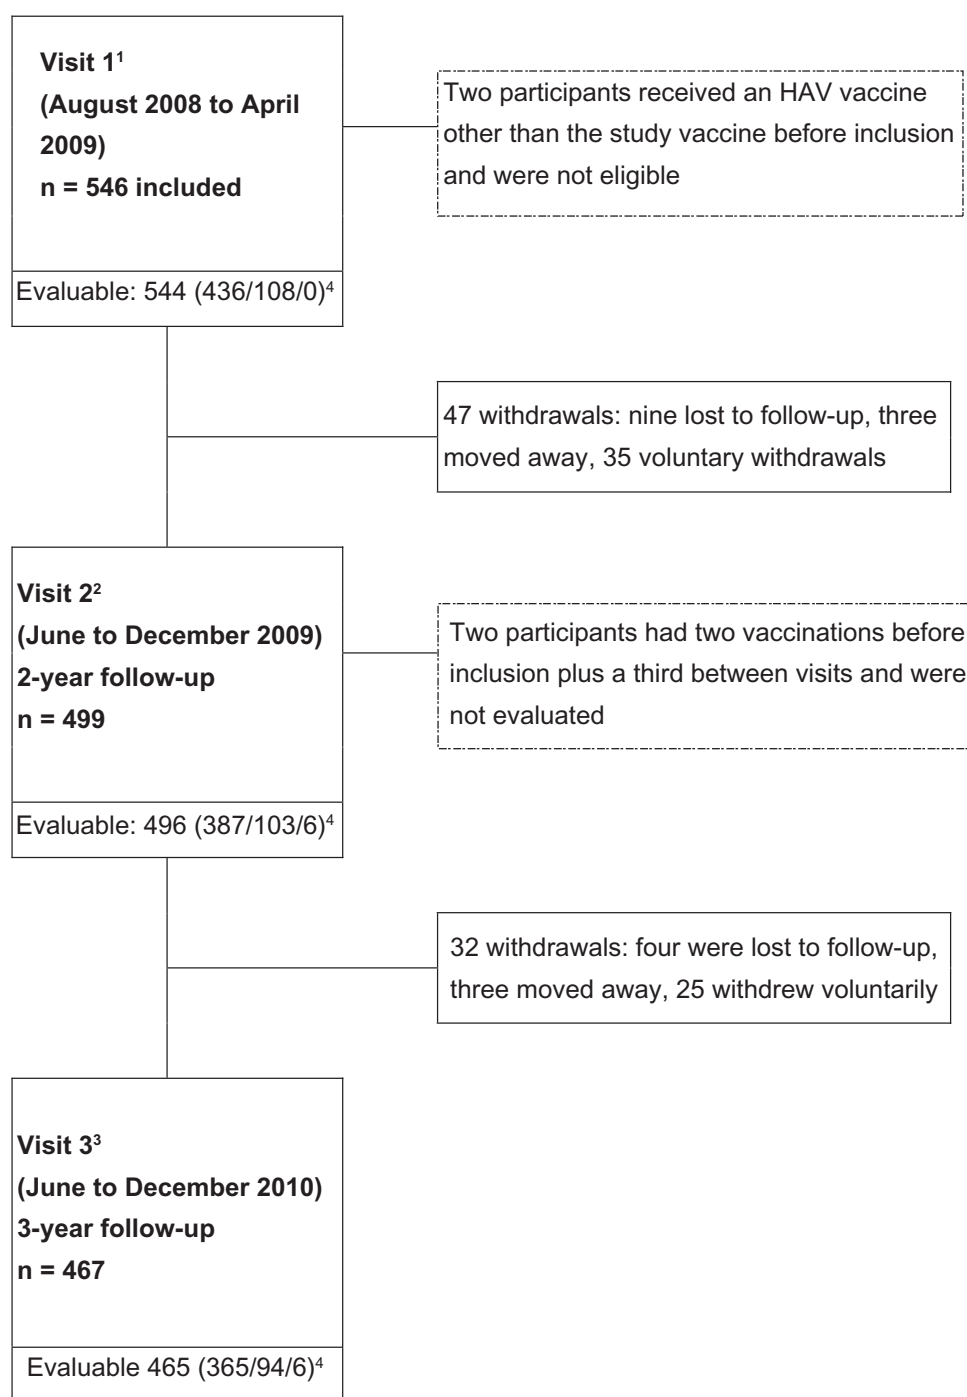 Visit 1¹
(August 2008 to April
2009)
n = 546 included
Two participants received an HAV vaccine
other than the study vaccine before inclusion
and were not eligible
Evaluable: 544 (436/108/0)⁴
47 withdrawals: nine lost to follow-up, three
moved away, 35 voluntary withdrawals
Visit 2²
(June to December 2009)
2-year follow-up
n = 499
Two participants had two vaccinations before
inclusion plus a third between visits and were
not evaluated
Evaluable: 496 (387/103/6)⁴
32 withdrawals: four were lost to follow-up,
three moved away, 25 withdrew voluntarily
Visit 3³
(June to December 2010)
3-year follow-up
n = 467
Evaluable 465 (365/94/6)⁴